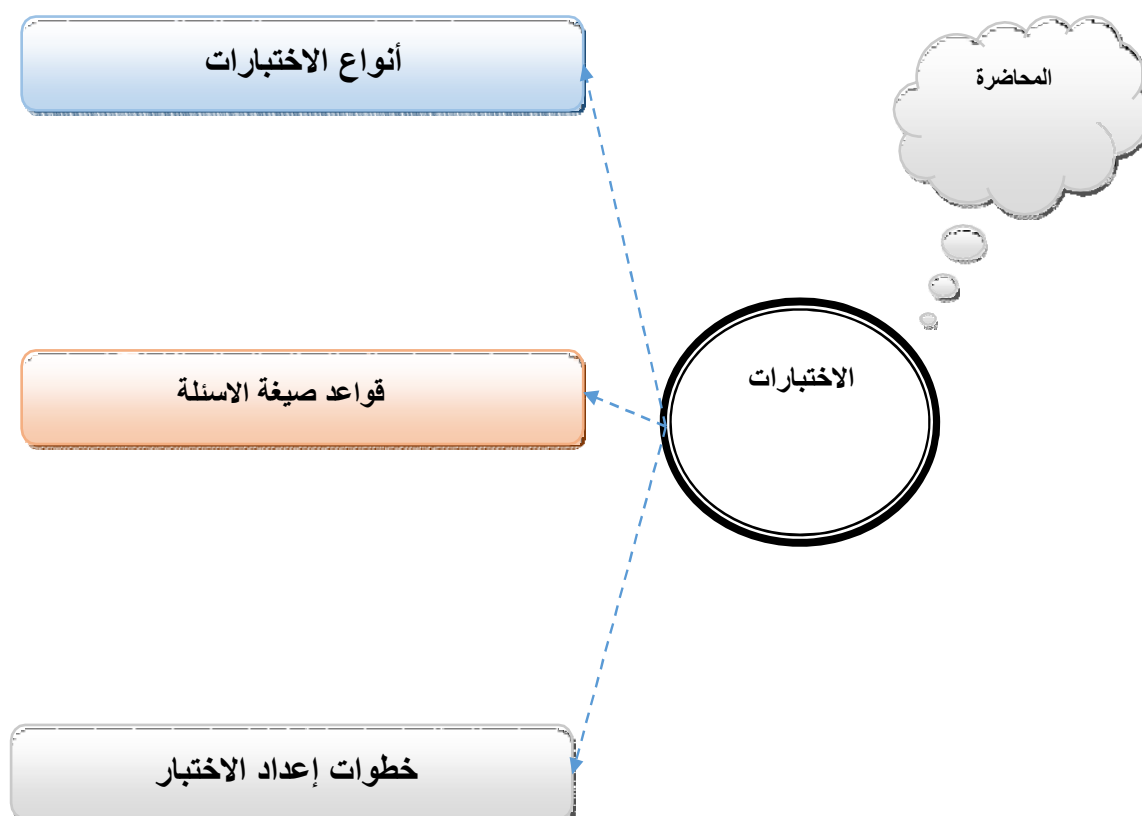 المحاضرة
أنواع الاختبارات
الاختبارات
قواعد صيغة الاسئلة
خطوات إعداد الاختبار